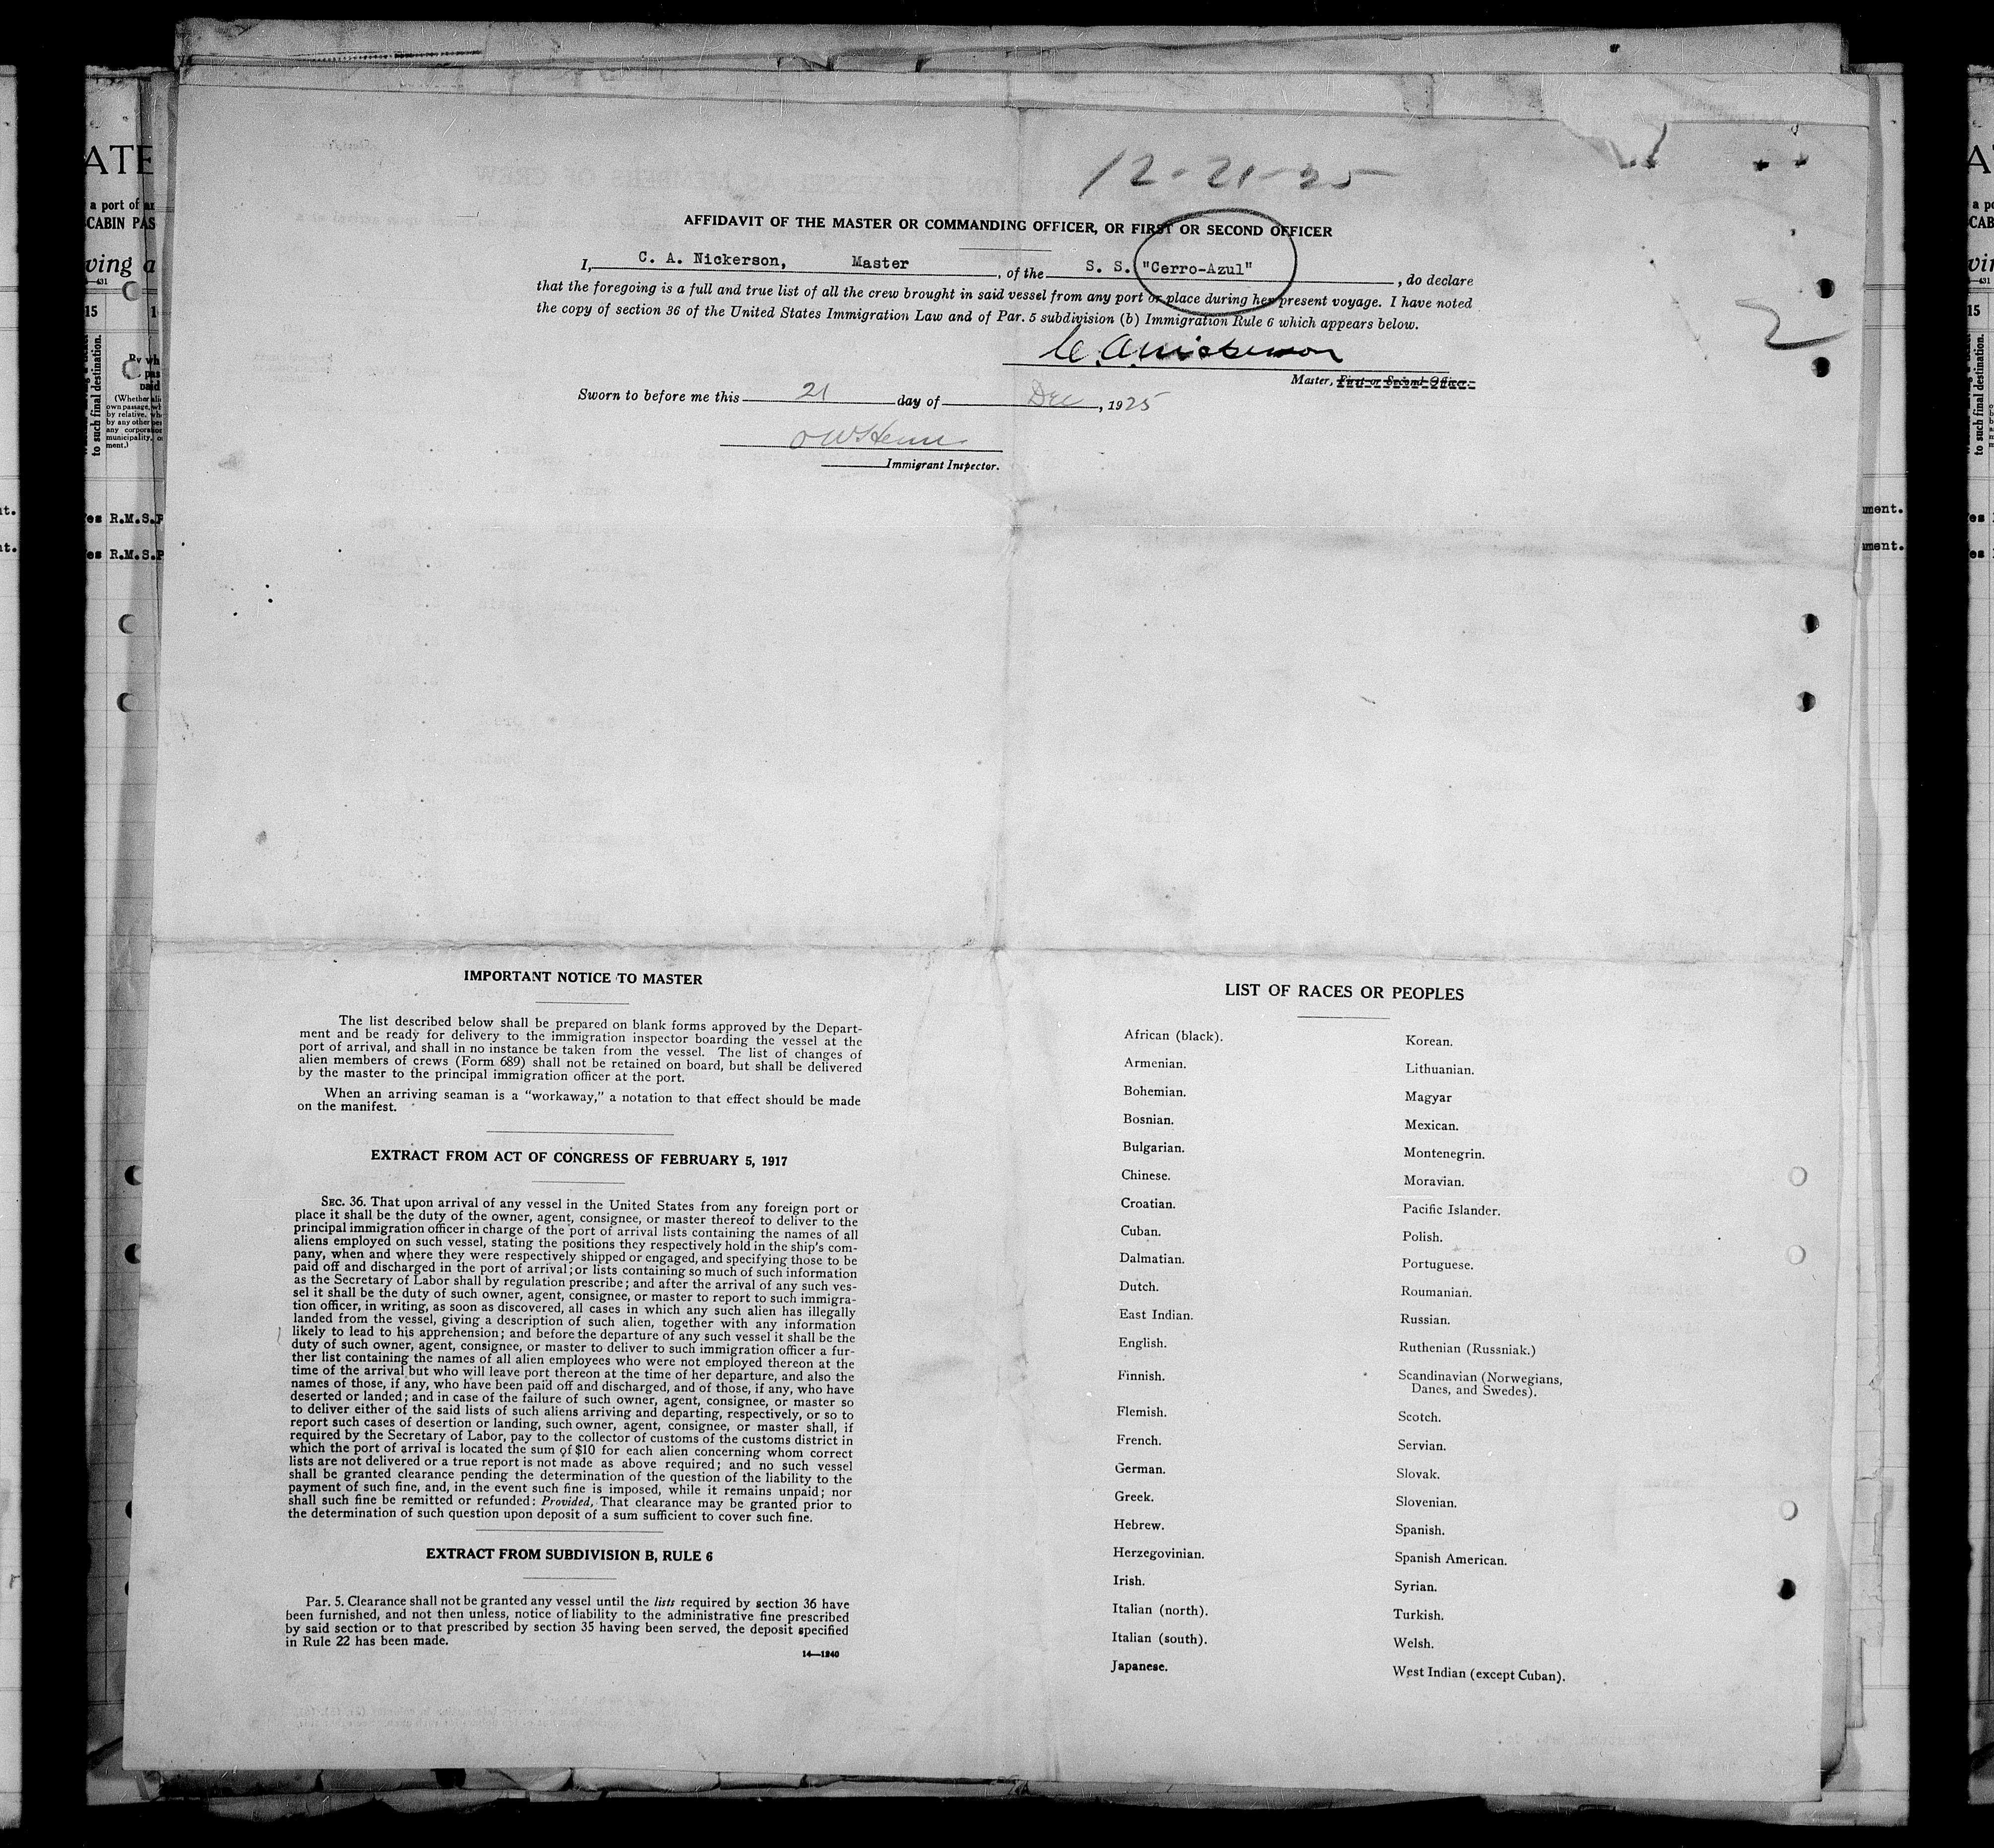 12-21-25
AFFIDAVIT OF THE MASTER OR COMMANDING OFFICER, OR FIRST OR SECOND OFFICER
I, C. A. Nickerson, Master, of the S. S. "Cerro-Azul", do declare
that the foregoing is a full and true list of all the crew brought in said vessel from any port or place during her present voyage. I have noted
the copy of section 36 of the United States Immigration Law and of Par. 5 subdivision (b) Immigration Rule 6 which appears below.
C. A. Nickerson
Master, First or Second Officer.
Sworn to before me this 21 day of Dec, 1925
Immigrant Inspector.
2
IMPORTANT NOTICE TO MASTER
The list described below shall be prepared on blank forms approved by the Depart-
ment and be ready for delivery to the immigration inspector boarding the vessel at the
port of arrival, and shall in no instance be taken from the vessel. The list of changes of
alien members of crews (Form 689) shall not be retained on board, but shall be delivered
by the master to the principal immigration officer at the port.
When an arriving seaman is a "workaway," a notation to that effect should be made
on the manifest.
EXTRACT FROM ACT OF CONGRESS OF FEBRUARY 5, 1917
SEC. 36. That upon arrival of any vessel in the United States from any foreign port or
place it shall be the duty of the owner, agent, consignee, or master thereof to deliver to the
principal immigration officer in charge of the port of arrival lists containing the names of all
aliens employed on such vessel, stating the positions they respectively hold in the ship's com-
pany, when and where they were respectively shipped or engaged, and specifying those to be
paid off and discharged in the port of arrival; or lists containing so much of such information
as the Secretary of Labor shall by regulation prescribe; and after the arrival of any such ves-
sel it shall be the duty of such owner, agent, consignee, or master to report to such immigra-
tion officer, in writing, as soon as discovered, all cases in which any such alien has illegally
landed from the vessel, giving a description of such alien, together with any information
likely to lead to his apprehension; and before the departure of any such vessel it shall be the
duty of such owner, agent, consignee, or master to deliver to such immigration officer a fur-
ther list containing the names of all alien employees who were not employed thereon at the
time of the arrival but who will leave port thereon at the time of her departure, and also the
names of those, if any, who have been paid off and discharged, and of those, if any, who have
deserted or landed; and in case of the failure of such owner, agent, consignee, or master so
to deliver either of the said lists of such aliens arriving and departing, respectively, or so to
report such cases of desertion or landing, such owner, agent, consignee, or master shall, if
required by the Secretary of Labor, pay to the collector of customs of the customs district in
which the port of arrival is located the sum of $10 for each alien concerning whom correct
lists are not delivered or a true report is not made as above required; and no such vessel
shall be granted clearance pending the determination of the question of the liability to the
payment of such fine, and, in the event such fine is imposed, while it remains unpaid; nor
shall such fine be remitted or refunded: Provided, That clearance may be granted prior to
the determination of such question upon deposit of a sum sufficient to cover such fine.
EXTRACT FROM SUBDIVISION B, RULE 6
Par. 5. Clearance shall not be granted any vessel until the lists required by section 36 have
been furnished, and not then unless, notice of liability to the administrative fine prescribed
by said section or to that prescribed by section 35 having been served, the deposit specified
in Rule 22 has been made.
14—1240
LIST OF RACES OR PEOPLES
African (black).
Armenian.
Bohemian.
Bosnian.
Bulgarian.
Chinese.
Croatian.
Cuban.
Dalmatian.
Dutch.
East Indian.
English.
Finnish.
Flemish.
French.
German.
Greek.
Hebrew.
Herzegovinian.
Irish.
Italian (north).
Italian (south).
Japanese.
Korean.
Lithuanian.
Magyar
Mexican.
Montenegrin.
Moravian.
Pacific Islander.
Polish.
Portuguese.
Roumanian.
Russian.
Ruthenian (Russniak.)
Scandinavian (Norwegians,
Danes, and Swedes).
Scotch.
Servian.
Slovak.
Slovenian.
Spanish.
Spanish American.
Syrian.
Turkish.
Welsh.
West Indian (except Cuban).